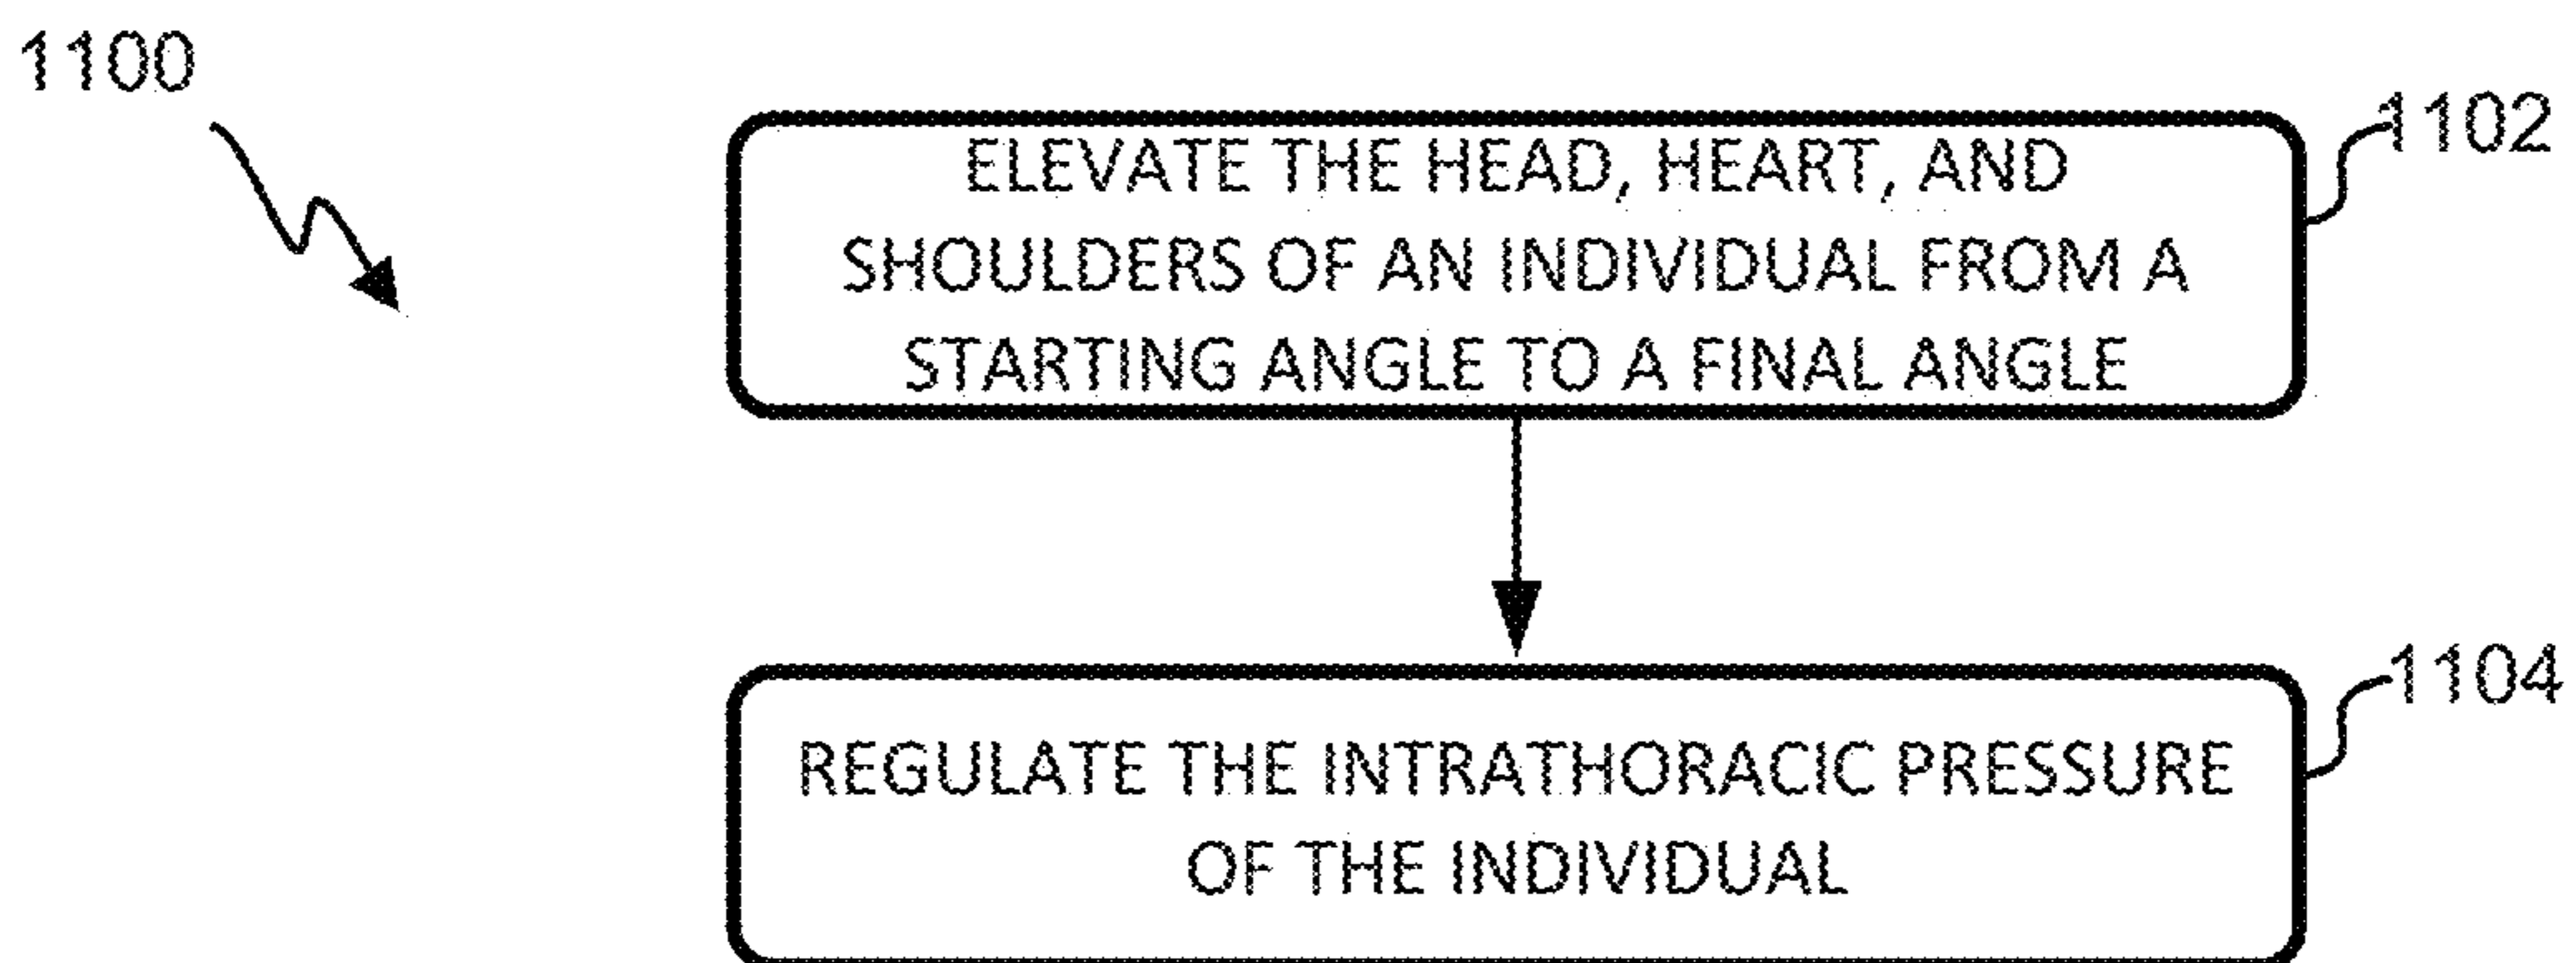 1100
1102
ELEVATE THE HEAD, HEART, AND
SHOULDERS OF AN INDIVIDUAL FROM A
STARTING ANGLE TO A FINAL ANGLE
1104
REGULATE THE INTRATHORACIC PRESSURE
OF THE INDIVIDUAL